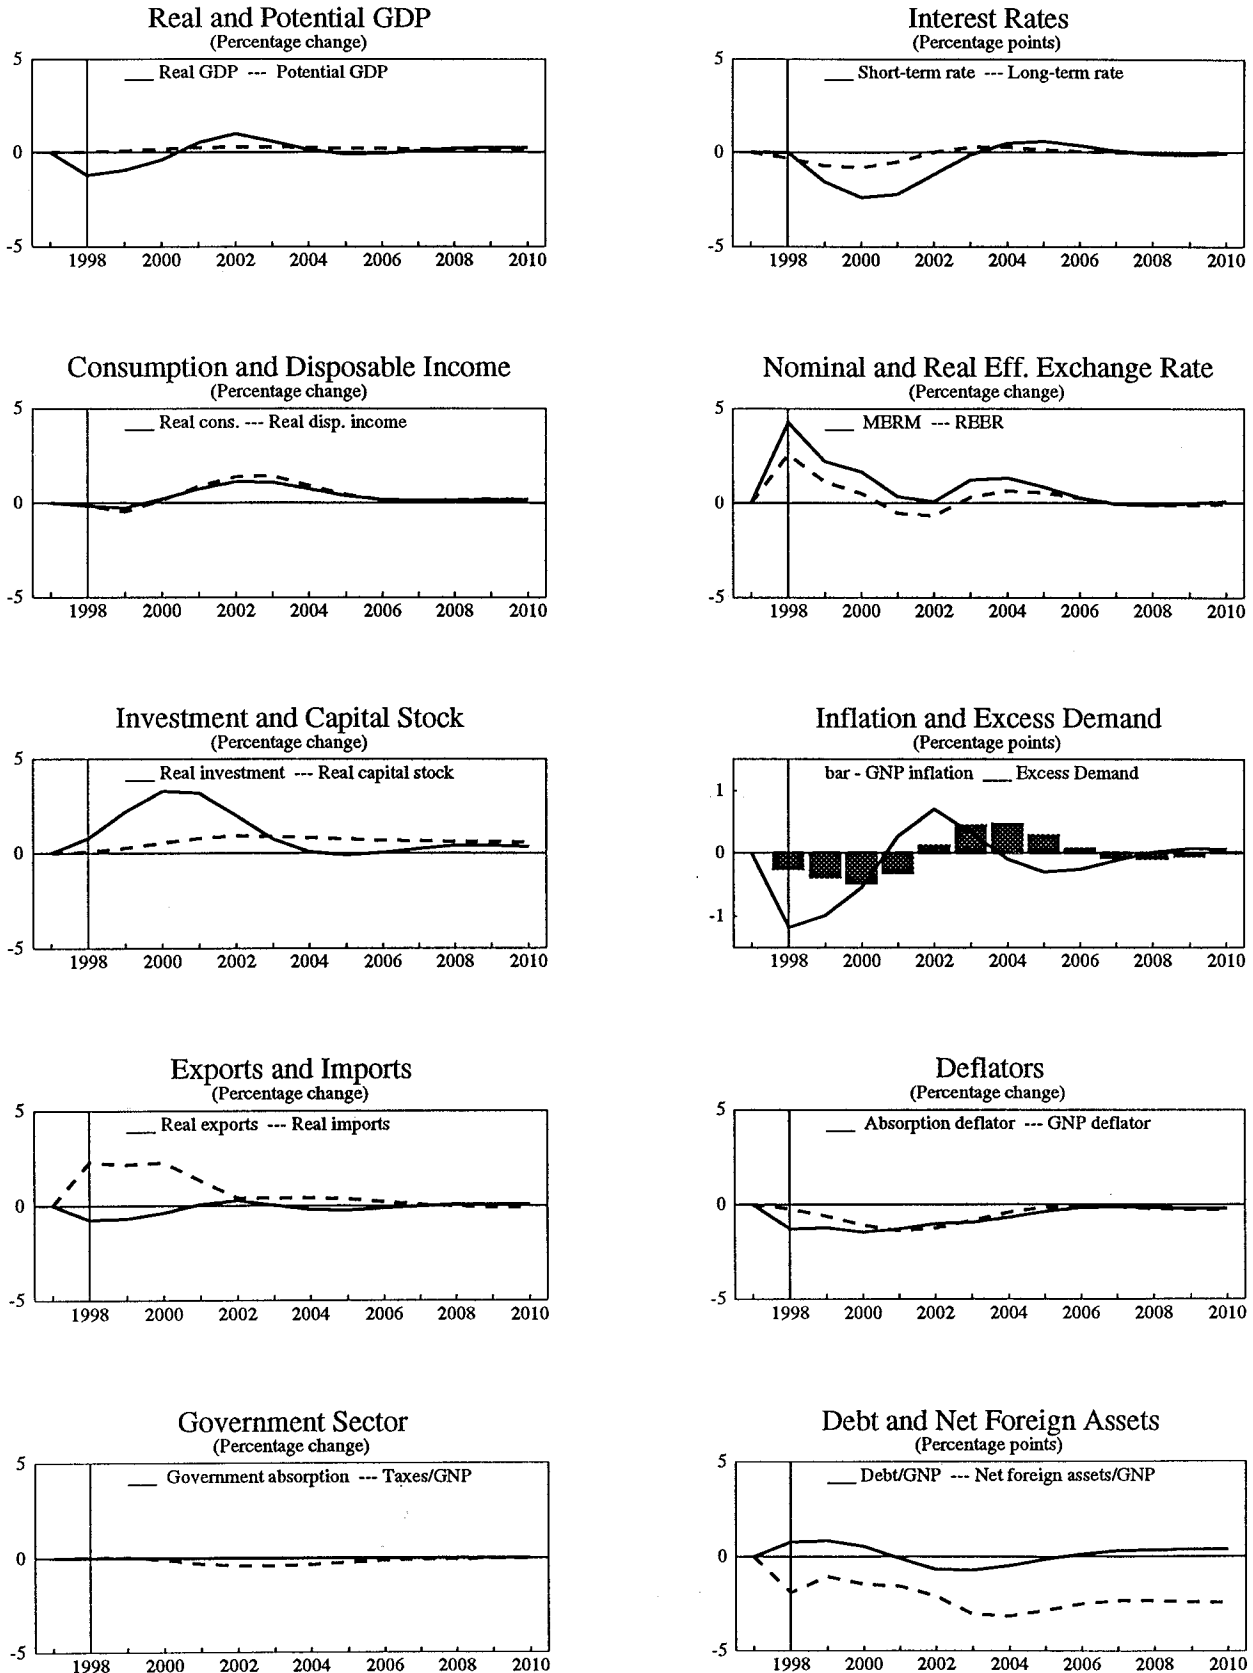 Real and Potential GDP
(Percentage change)
5
Real GDP --- Potential GDP
0
-5
1998 2000 2002 2004 2006 2008 2010
Interest Rates
(Percentage points)
5
Short-term rate --- Long-term rate
0
-5
1998 2000 2002 2004 2006 2008 2010
Consumption and Disposable Income
(Percentage change)
5
Real cons. --- Real disp. income
0
-5
1998 2000 2002 2004 2006 2008 2010
Nominal and Real Eff. Exchange Rate
(Percentage change)
5
MERM --- REER
0
-5
1998 2000 2002 2004 2006 2008 2010
Investment and Capital Stock
(Percentage change)
5
Real investment --- Real capital stock
0
-5
1998 2000 2002 2004 2006 2008 2010
Inflation and Excess Demand
(Percentage points)
bar - GNP inflation ___ Excess Demand
1
0
-1
1998 2000 2002 2004 2006 2008 2010
Exports and Imports
(Percentage change)
5
Real exports --- Real imports
0
-5
1998 2000 2002 2004 2006 2008 2010
Deflators
(Percentage change)
5
Absorption deflator --- GNP deflator
0
-5
1998 2000 2002 2004 2006 2008 2010
Government Sector
(Percentage change)
5
Government absorption --- Taxes/GNP
0
-5
1998 2000 2002 2004 2006 2008 2010
Debt and Net Foreign Assets
(Percentage points)
5
Debt/GNP --- Net foreign assets/GNP
0
-5
1998 2000 2002 2004 2006 2008 2010